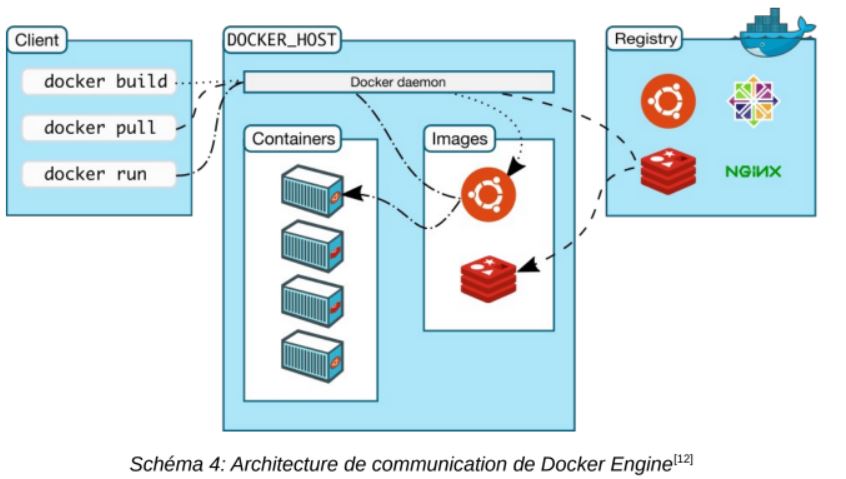 Client
docker build
docker pull
docker run
DOCKER_HOST
Docker daemon
Containers
Images
Registry
NGINX
Schéma 4: Architecture de communication de Docker Engine[12]